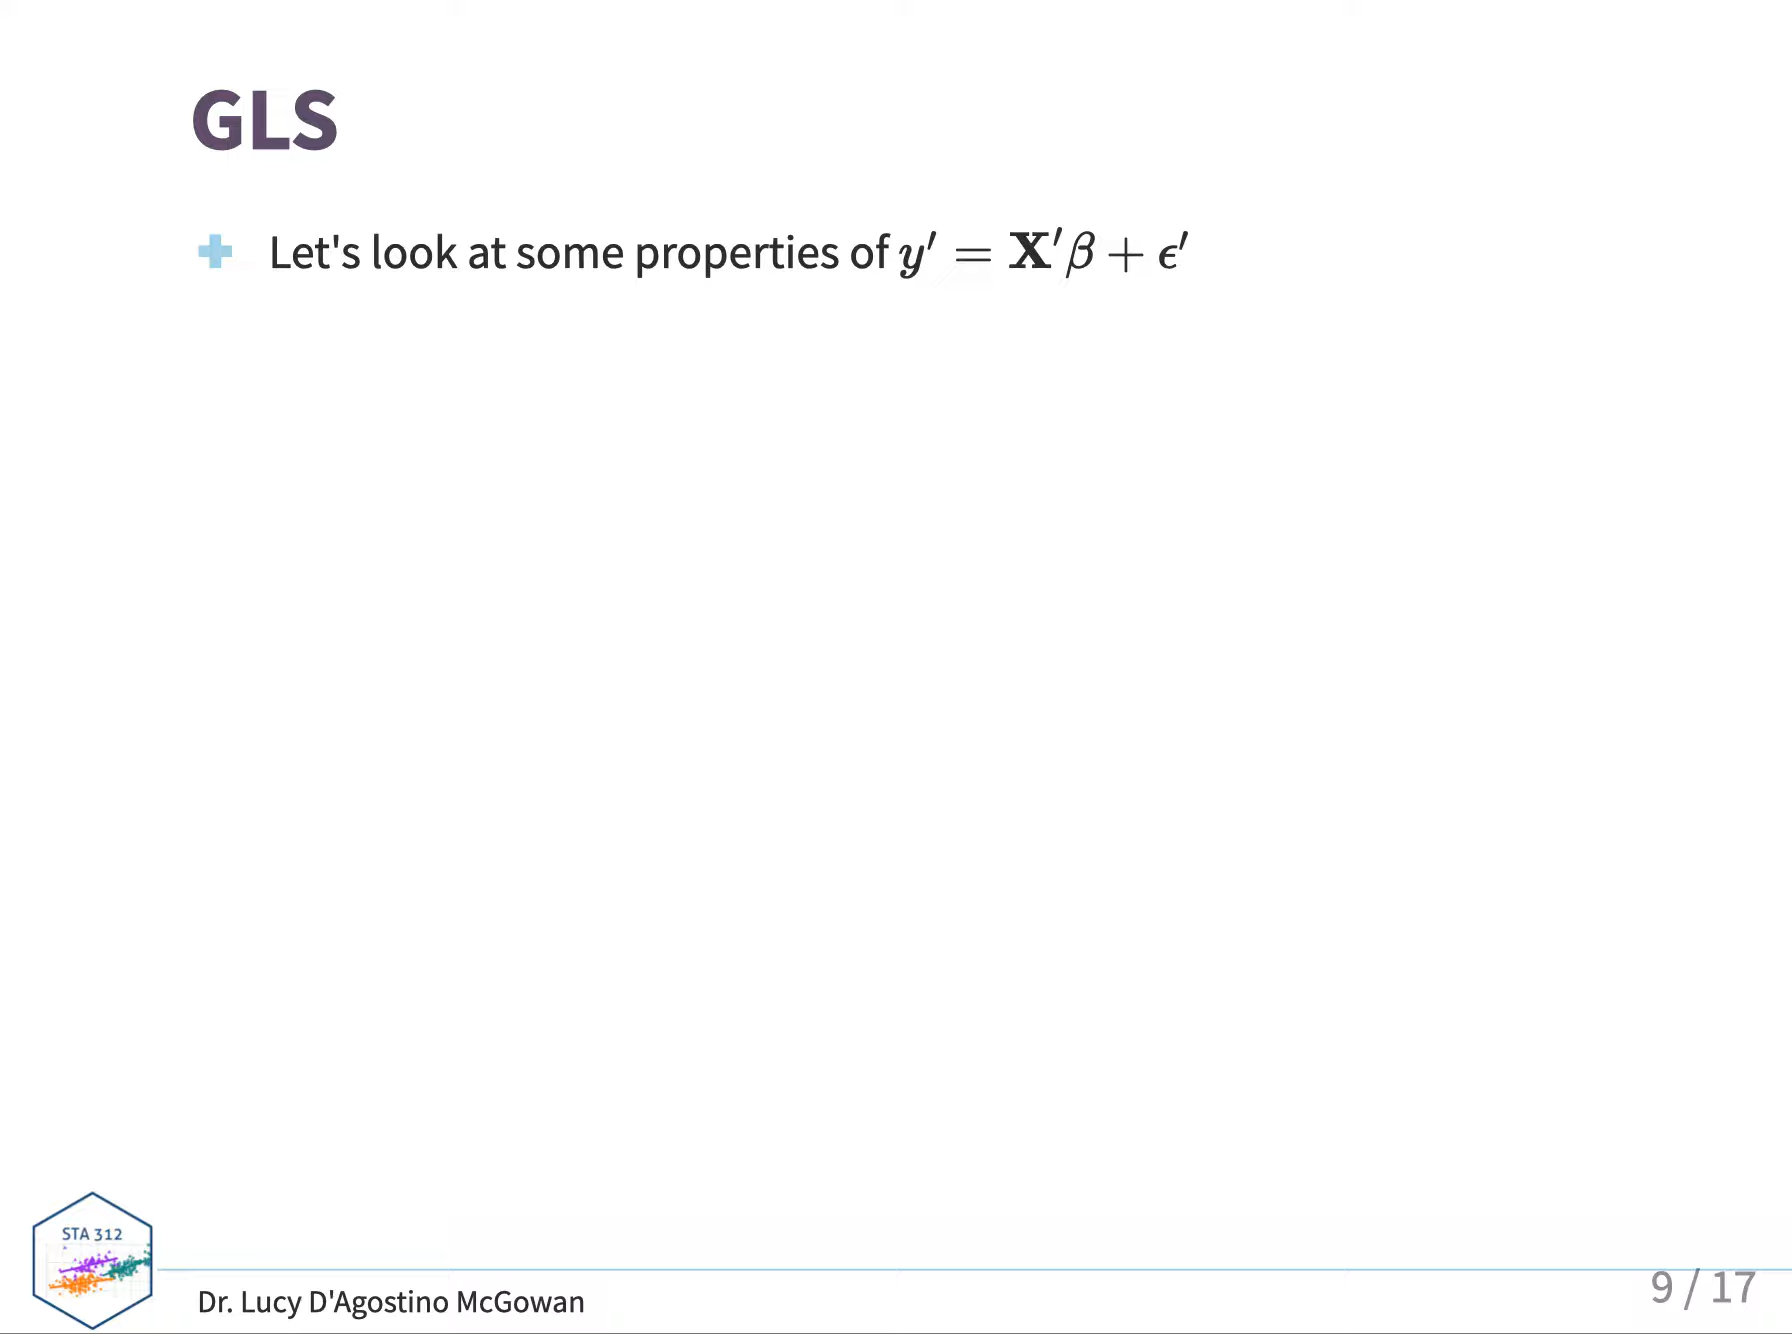 GLS
Let's look at some properties of y′ = X′β + ϵ′
STA 312
Dr. Lucy D'Agostino McGowan
9 / 17